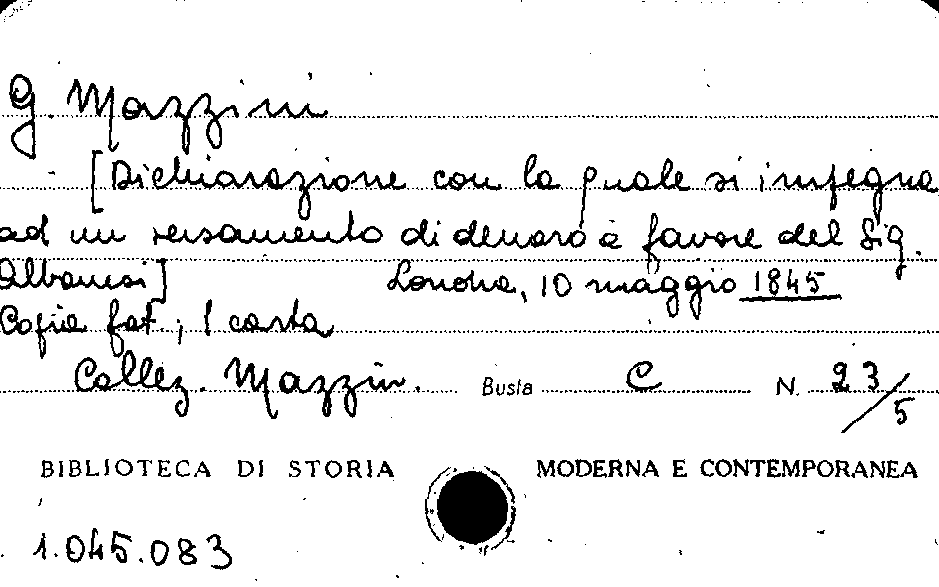 G. Mazzini
[Dichiarazione con la quale si impegna
ad un versamento di denaro a favore del Sig.
Albanesi] Londra, 10 maggio 1845
Copia fot., 1 carta
Collez. Mazzin. Busta C N. 23/5
BIBLIOTECA DI STORIA MODERNA E CONTEMPORANEA
1.045.083